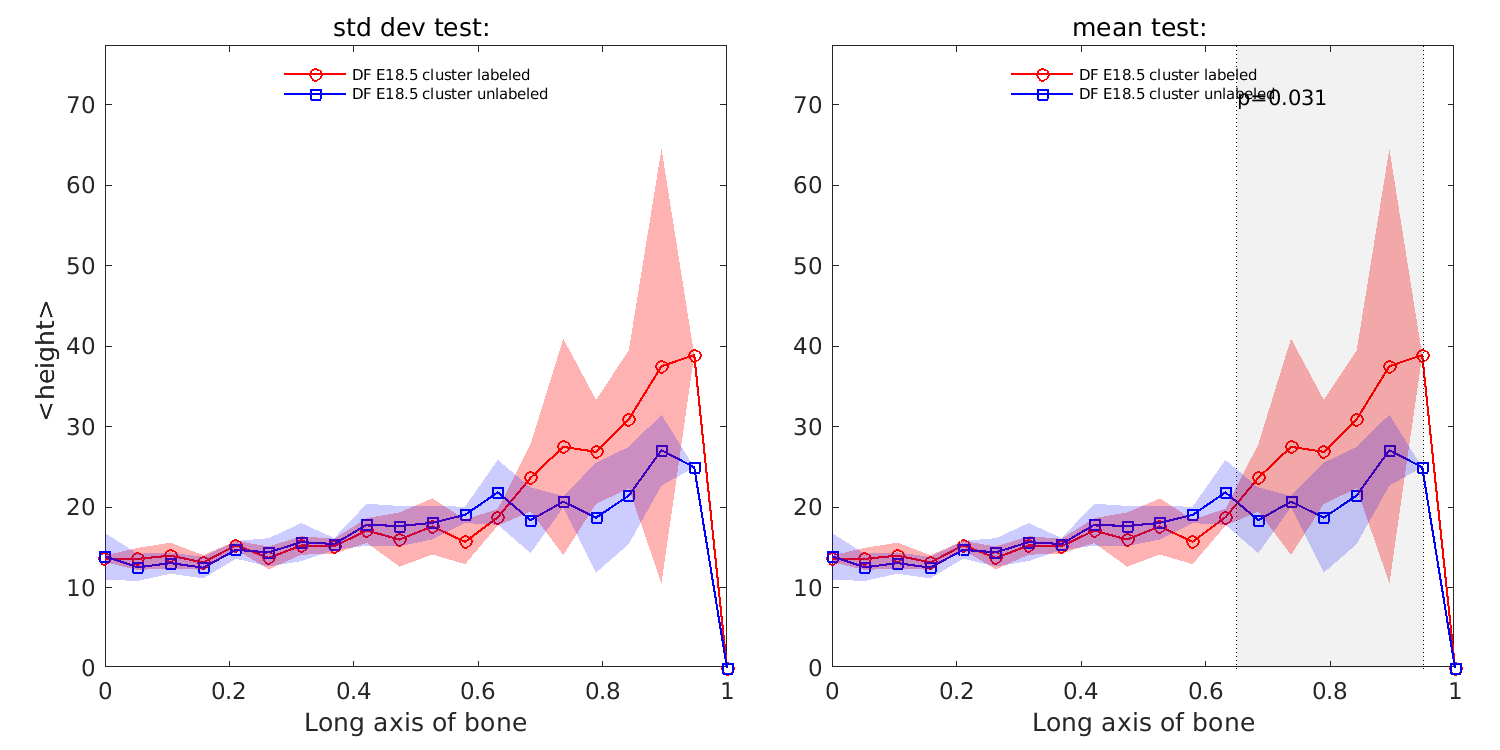 std dev test:
DF E18.5 cluster labeled
DF E18.5 cluster unlabeled
70
60
50
40
30
20
10
0
<height>
0 0.2 0.4 0.6 0.8 1
Long axis of bone
mean test:
DF E18.5 cluster labeled
DF E18.5 cluster unlabeled
p=0.031
70
60
50
40
30
20
10
0
0 0.2 0.4 0.6 0.8 1
Long axis of bone